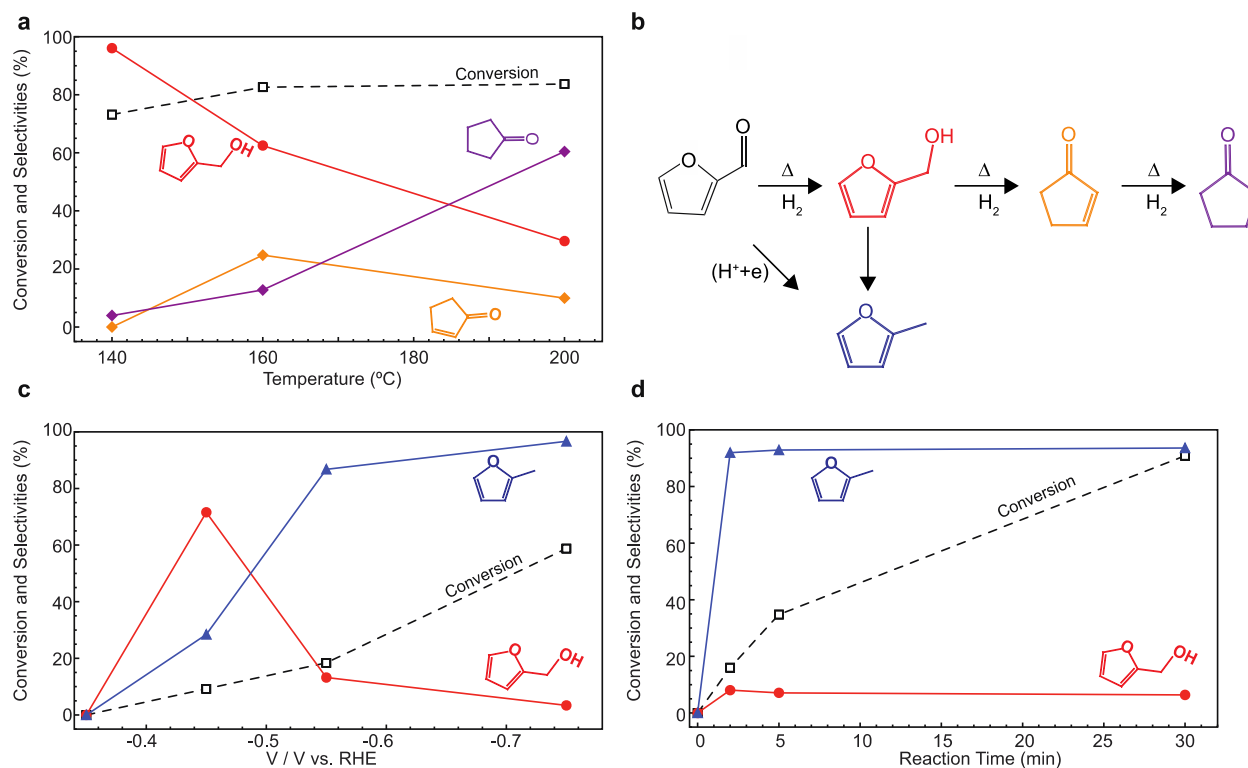 a
Conversion and Selectivities (%)
100
80
60
40
20
0
140
160
180
200
Temperature (ºC)
Conversion
O
OH
O
O
b
O
O
Δ
H2
O
OH
Δ
H2
O
Δ
H2
O
(H++e)
O
c
Conversion and Selectivities (%)
100
80
60
40
20
0
-0.4
-0.5
-0.6
-0.7
V / V vs. RHE
O
Conversion
O
OH
d
Conversion and Selectivities (%)
100
80
60
40
20
0
0
5
10
15
20
25
30
Reaction Time (min)
O
Conversion
O
OH